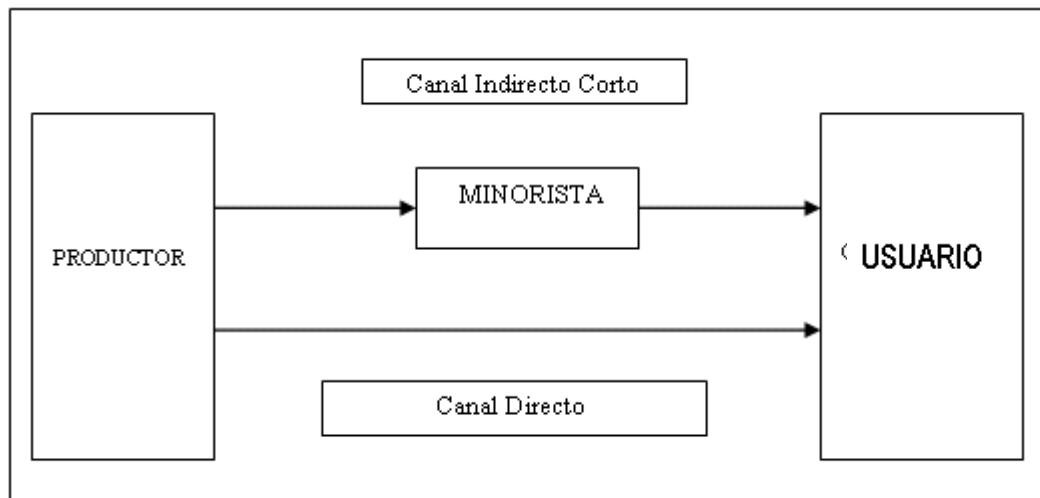 Canal Indirecto Corto
MINORISTA
PRODUCTOR
USUARIO
Canal Directo